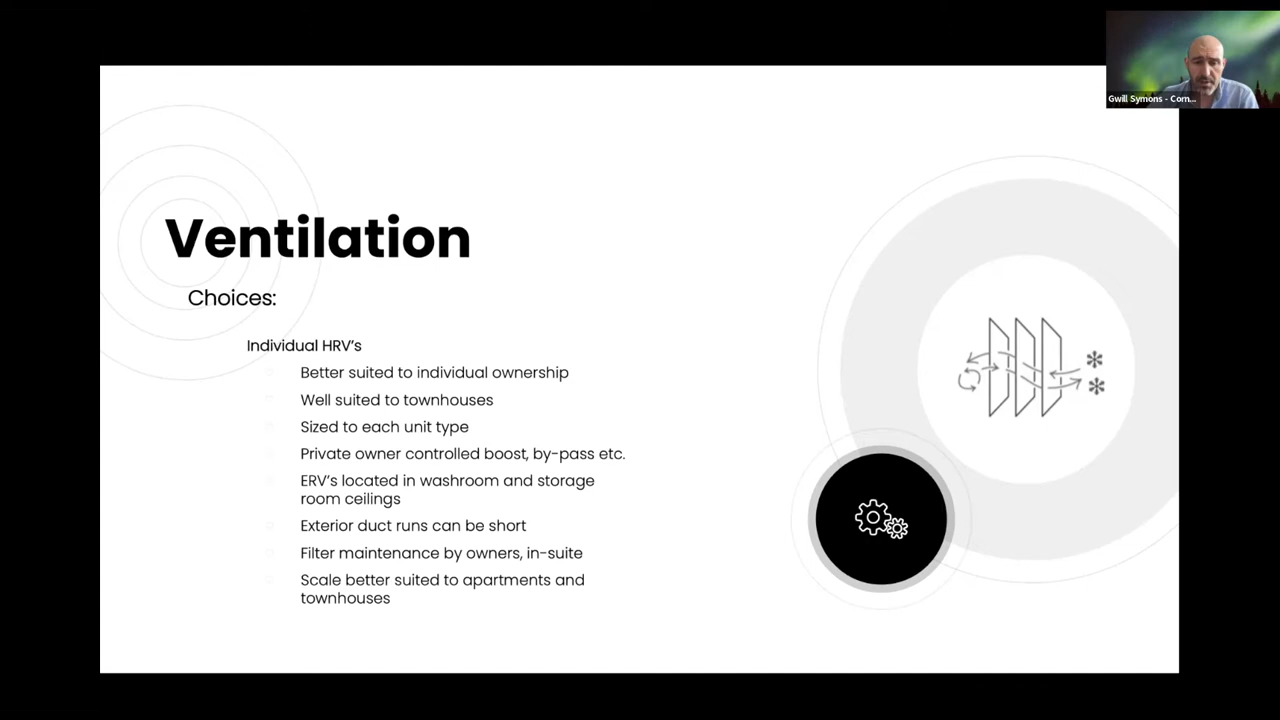 Gwill Symons - Corn...
Ventilation
Choices:
Individual HRV's
Better suited to individual ownership
Well suited to townhouses
Sized to each unit type
Private owner controlled boost, by-pass etc.
ERV's located in washroom and storage
room ceilings
Exterior duct runs can be short
Filter maintenance by owners, in-suite
Scale better suited to apartments and
townhouses